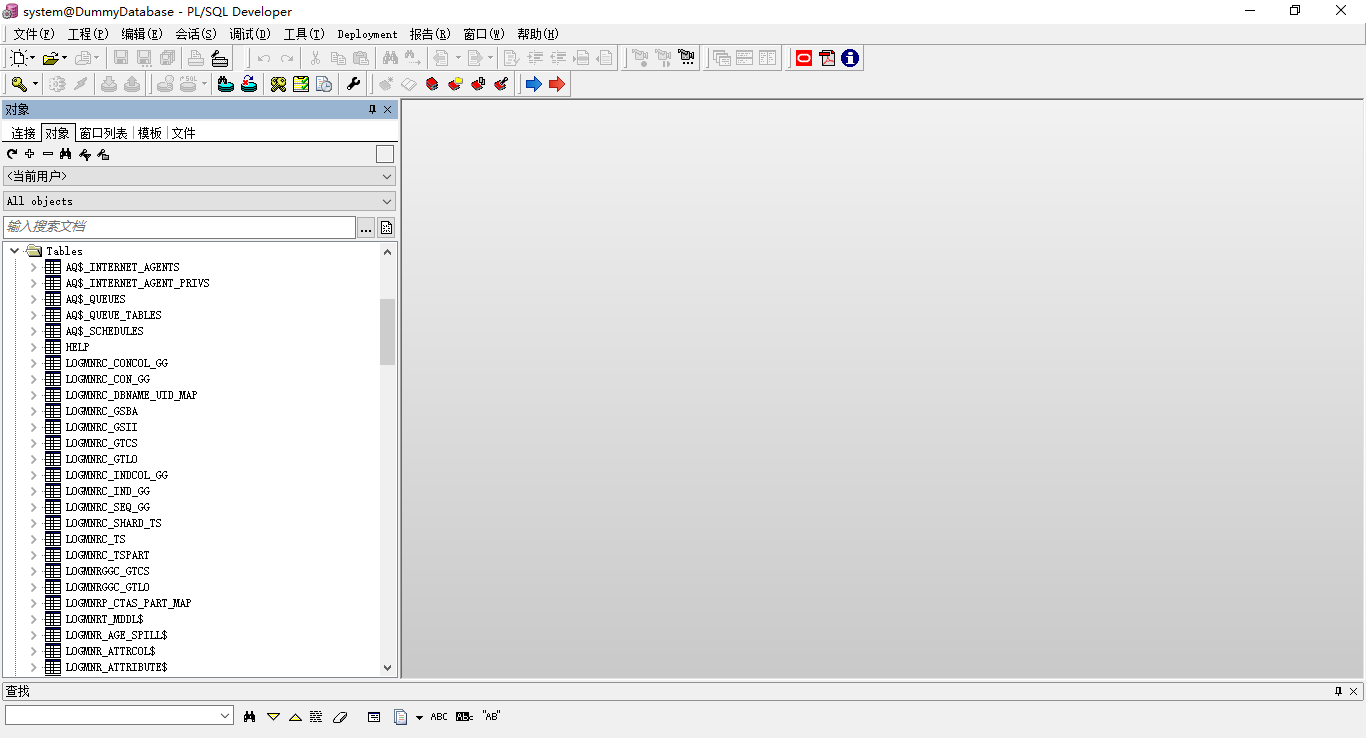 system@DummyDatabase - PL/SQL Developer
文件(F) 工程(P) 编辑(E) 会话(S) 调试(D) 工具(T) Deployment 报告(R) 窗口(W) 帮助(H)
对象
连接 对象 窗口列表 模板 文件
<当前用户>
All objects
输入搜索文档
...
Tables
AQ$_INTERNET_AGENTS
AQ$_INTERNET_AGENT_PRIVS
AQ$_QUEUES
AQ$_QUEUE_TABLES
AQ$_SCHEDULES
HELP
LOGMNRC_CONCOL_GG
LOGMNRC_CON_GG
LOGMNRC_DBNAME_UID_MAP
LOGMNRC_GSBA
LOGMNRC_GSII
LOGMNRC_GTCS
LOGMNRC_GTLO
LOGMNRC_INDCOL_GG
LOGMNRC_IND_GG
LOGMNRC_SEQ_GG
LOGMNRC_SHARD_TS
LOGMNRC_TS
LOGMNRC_TSPART
LOGMNRGGC_GTCS
LOGMNRGGC_GTLO
LOGMNRP_CTAS_PART_MAP
LOGMNRT_MDDL$
LOGMNR_AGE_SPILL$
LOGMNR_ATTRCOL$
LOGMNR_ATTRIBUTE$
查找
ABC ABc "AB"